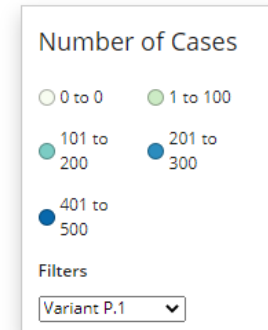 Number of Cases
0 to 0
1 to 100
101 to
200
201 to
300
401 to
500
Filters
Variant P.1